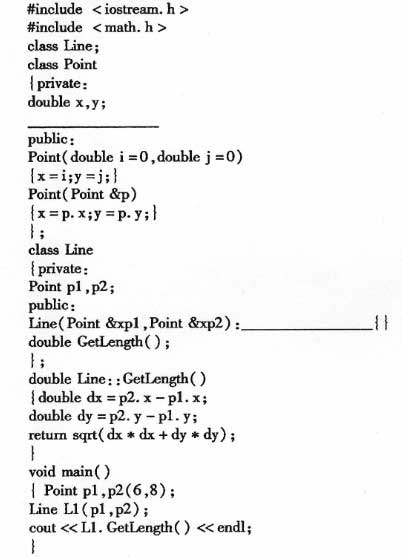 #include <iostream.h>
#include <math.h>
class Line;
class Point
{private:
double x,y;
____________
public:
Point(double i=0,double j=0)
{x=i;y=j;}
Point(Point &p)
{x=p.x;y=p.y;}
};
class Line
{private:
Point p1,p2;
public:
Line(Point &xp1,Point &xp2):____________{}
double GetLength();
};
double Line::GetLength()
{double dx=p2.x-p1.x;
double dy=p2.y-p1.y;
return sqrt(dx*dx+dy*dy);
}
void main()
{ Point p1,p2(6,8);
Line L1(p1,p2);
cout<<L1.GetLength()<<endl;
}